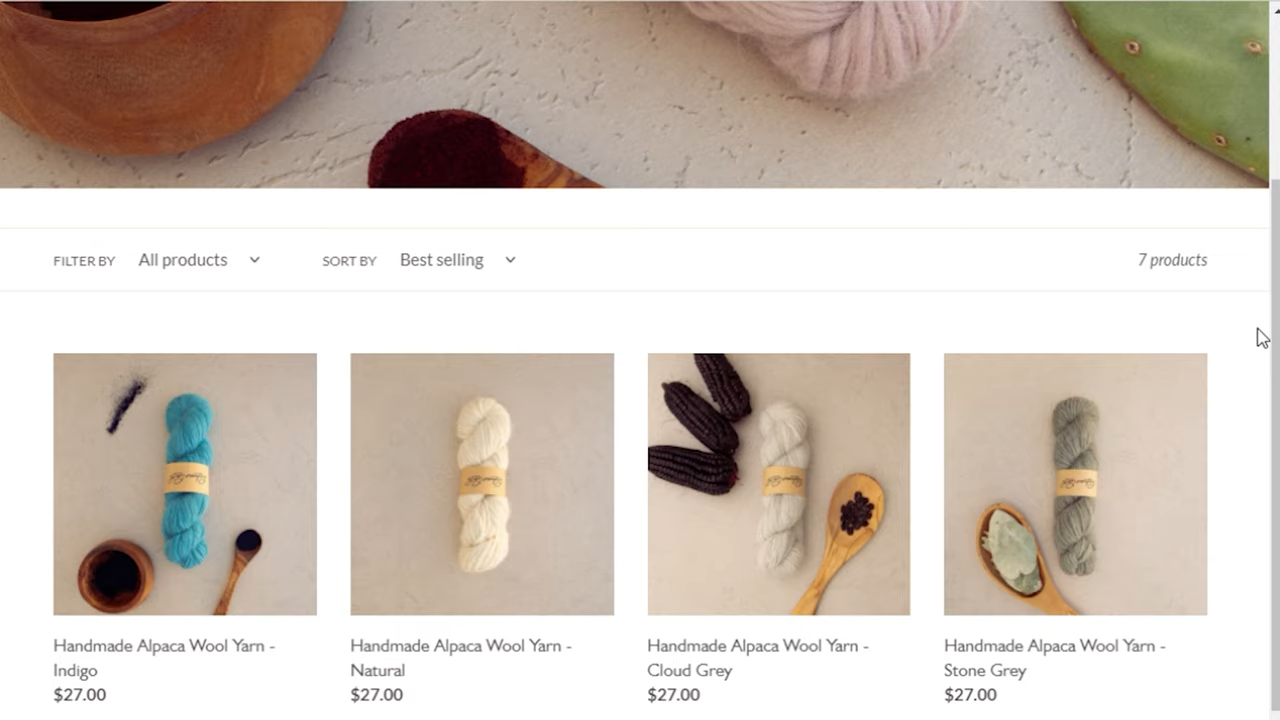 FILTER BY All products SORT BY Best selling 7 products
Handmade Alpaca Wool Yarn -
Indigo
$27.00
Handmade Alpaca Wool Yarn -
Natural
$27.00
Handmade Alpaca Wool Yarn -
Cloud Grey
$27.00
Handmade Alpaca Wool Yarn -
Stone Grey
$27.00